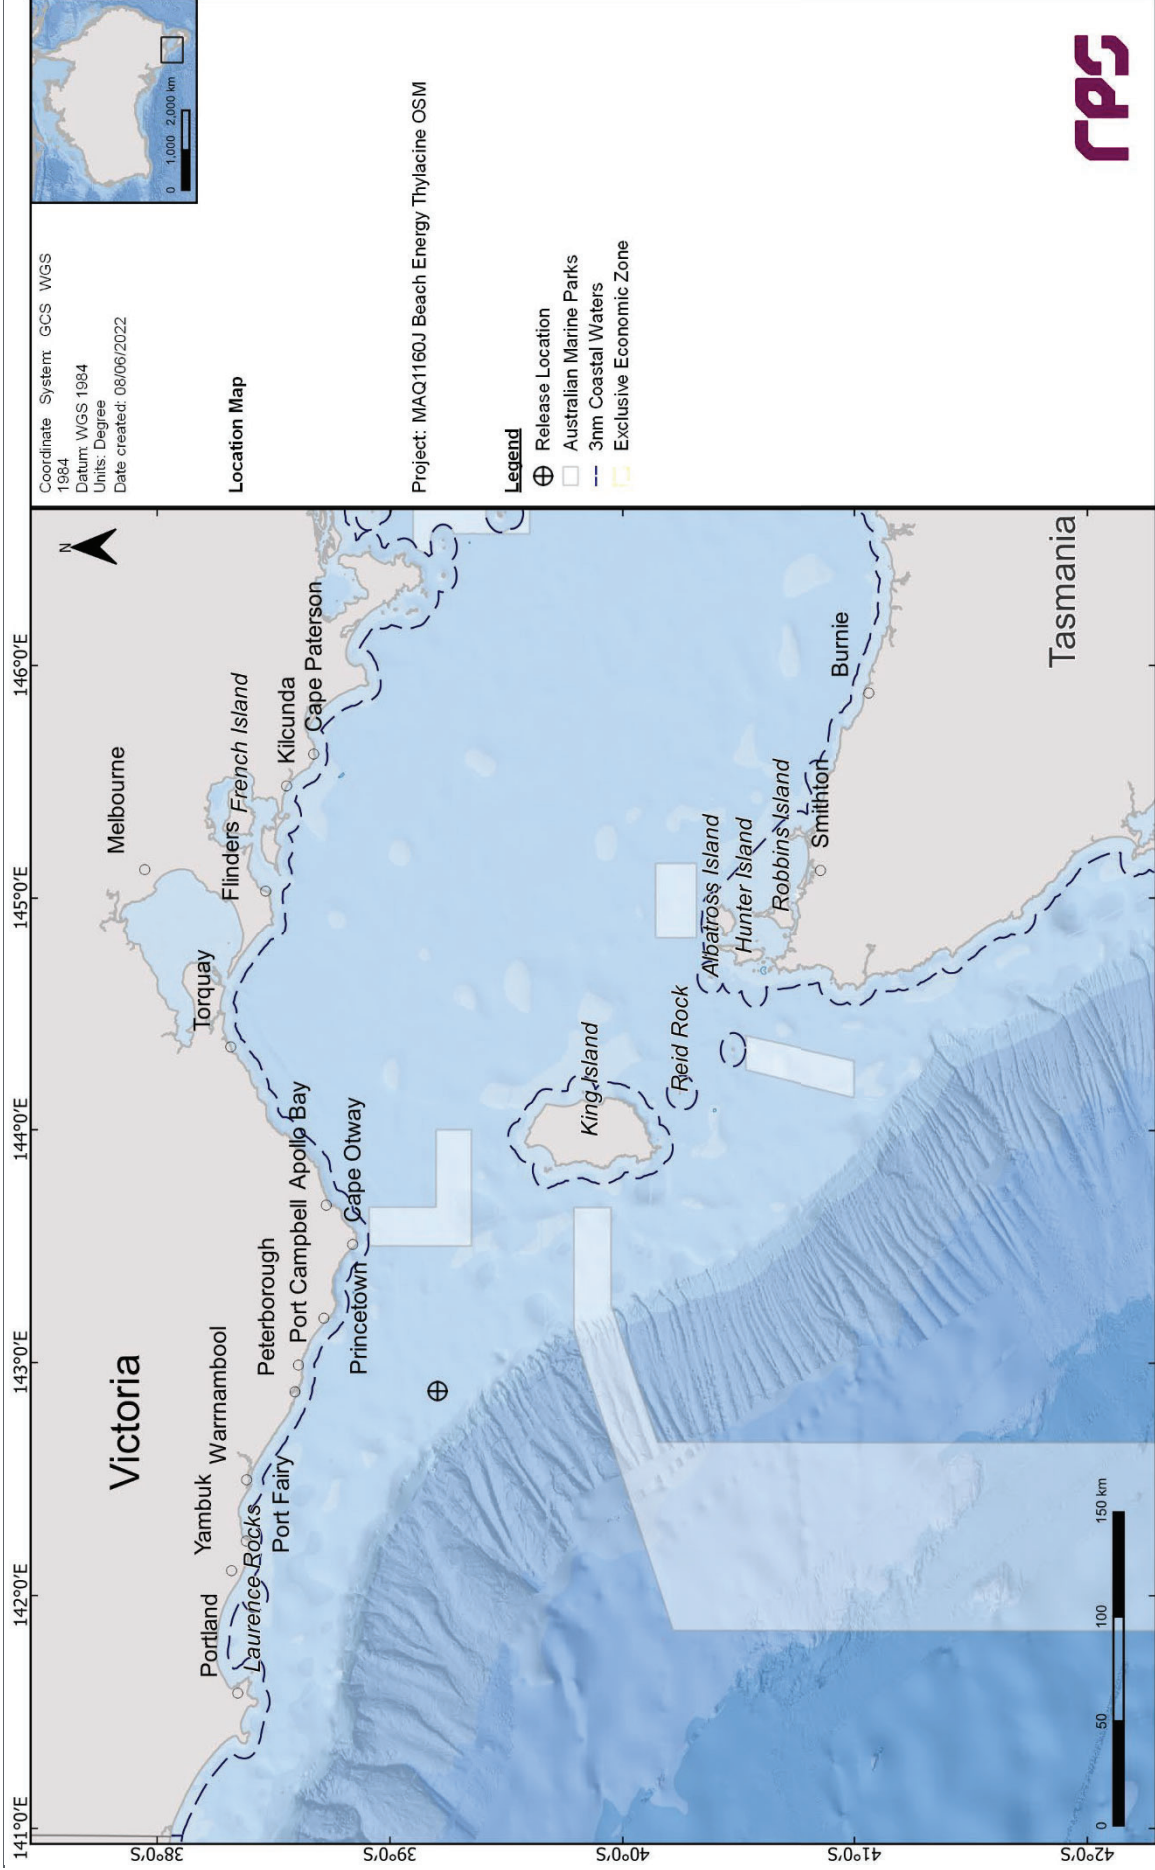 141°0'E
142°0'E
143°0'E
144°0'E
145°0'E
146°0'E
38°0'S
39°0'S
40°0'S
41°0'S
42°0'S
N
Victoria
Melbourne
Portland
Yambuk
Warrnambool
Laurence Rocks
Port Fairy
Peterborough
Port Campbell
Princetown
Apollo Bay
Cape Otway
Torquay
Flinders
French Island
Kilcunda
Cape Paterson
King Island
Reid Rock
Albatross Island
Hunter Island
Robbins Island
Smithton
Burnie
Tasmania
0 50 100 150 km
Coordinate System: GCS WGS
1984
Datum: WGS 1984
Units: Degree
Date created: 08/06/2022
0 1,000 2,000 km
Location Map
Project: MAQ1160J Beach Energy Thylacine OSM
Legend
Release Location
Australian Marine Parks
3nm Coastal Waters
Exclusive Economic Zone
rps